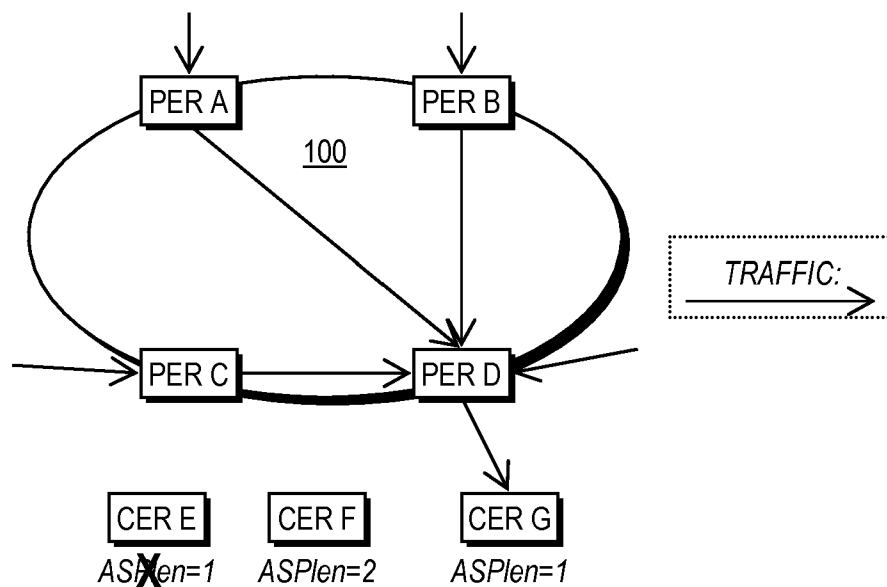 PER A
PER B
100
TRAFFIC:
PER C
PER D
CER E
CER F
CER G
ASPlen=1
X
ASPlen=2
ASPlen=1